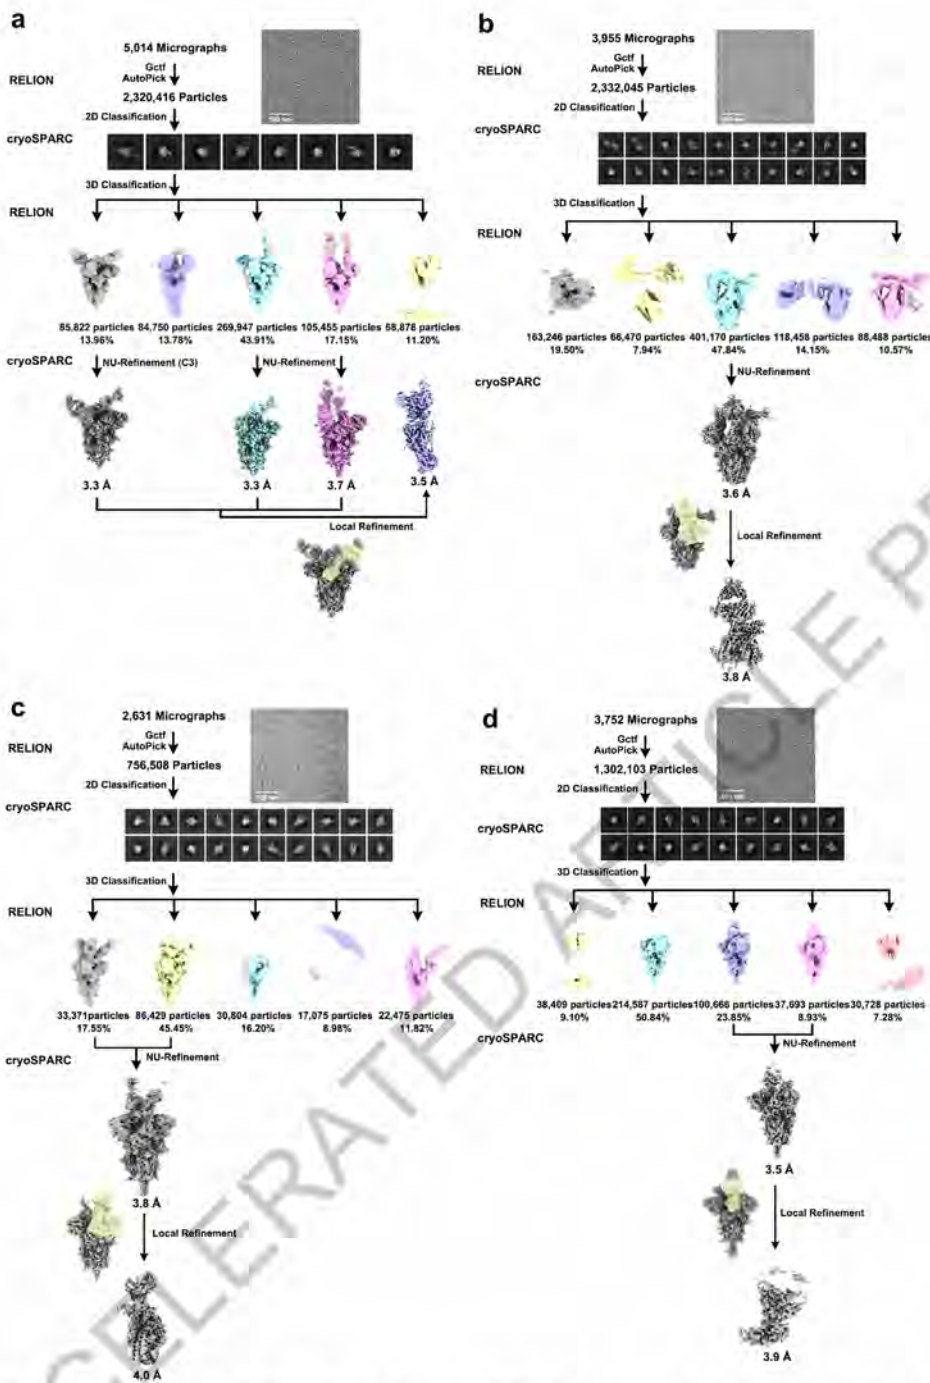 a
5,014 Micrographs
RELION
Gctf
AutoPick
2,320,416 Particles
2D Classification
cryoSPARC
3D Classification
RELION
85,822 particles 84,750 particles 269,947 particles 105,455 particles 68,878 particles
13.96% 13.78% 43.91% 17.15% 11.20%
cryoSPARC
NU-Refinement (C3) NU-Refinement
3.3 Å 3.3 Å 3.7 Å 3.5 Å
Local Refinement
b
3,955 Micrographs
RELION
Gctf
AutoPick
2,332,045 Particles
2D Classification
cryoSPARC
3D Classification
RELION
163,246 particles 66,470 particles 401,170 particles 118,458 particles 88,488 particles
19.50% 7.94% 47.84% 14.15% 10.57%
NU-Refinement
cryoSPARC
3.6 Å
Local Refinement
3.8 Å
c
2,631 Micrographs
RELION
Gctf
AutoPick
756,508 Particles
2D Classification
cryoSPARC
3D Classification
RELION
33,371 particles 86,429 particles 30,804 particles 17,075 particles 22,475 particles
17.55% 45.45% 16.20% 8.98% 11.82%
cryoSPARC
NU-Refinement
3.8 Å
Local Refinement
4.0 Å
d
3,752 Micrographs
Gctf
AutoPick
RELION
1,302,103 Particles
2D Classification
cryoSPARC
3D Classification
RELION
38,409 particles 214,587 particles 100,666 particles 37,693 particles 30,728 particles
9.10% 50.84% 23.85% 8.93% 7.28%
cryoSPARC
NU-Refinement
3.5 Å
Local Refinement
3.9 Å
CELERATED ARTICLE P